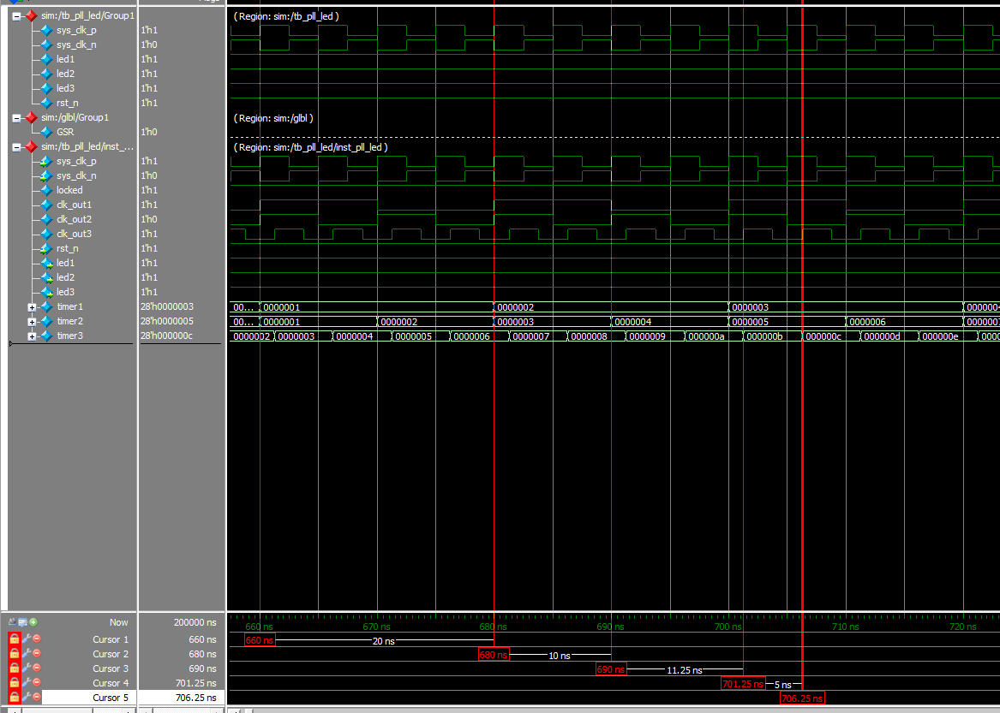 sim:/tb_pll_led/Group1 (Region: sim:/tb_pll_led )
sys_clk_p 1'h1
sys_clk_n 1'h0
led1 1'h1
led2 1'h1
led3 1'h1
rst_n 1'h1
sim:/glbl/Group1 (Region: sim:/glbl )
GSR 1'h0
sim:/tb_pll_led/inst_... (Region: sim:/tb_pll_led/inst_pll_led )
sys_clk_p 1'h1
sys_clk_n 1'h0
locked 1'h1
clk_out1 1'h1
clk_out2 1'h0
clk_out3 1'h1
rst_n 1'h1
led1 1'h1
led2 1'h1
led3 1'h1
timer1 28'h0000003 00... 0000001 0000002 0000003 0000004
timer2 28'h0000005 00... 0000001 0000002 0000003 0000004 0000005 0000006
timer3 28'h000000c 0000002 0000003 0000004 0000005 0000006 0000007 0000008 0000009 000000a 000000b 000000c 000000d 000000e
Now 200000 ns 660 ns 670 ns 680 ns 690 ns 700 ns 710 ns 720 ns
Cursor 1 660 ns 660 ns 20 ns
Cursor 2 680 ns 680 ns 10 ns
Cursor 3 690 ns 690 ns 11.25 ns
Cursor 4 701.25 ns 701.25 ns 5 ns
Cursor 5 706.25 ns 706.25 ns